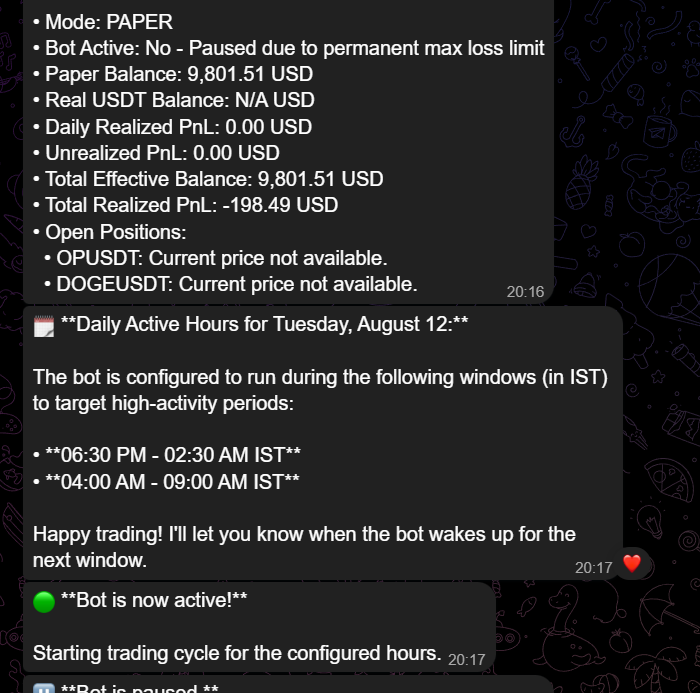 • Mode: PAPER
• Bot Active: No - Paused due to permanent max loss limit
• Paper Balance: 9,801.51 USD
• Real USDT Balance: N/A USD
• Daily Realized PnL: 0.00 USD
• Unrealized PnL: 0.00 USD
• Total Effective Balance: 9,801.51 USD
• Total Realized PnL: -198.49 USD
• Open Positions:
• OPUSDT: Current price not available.
• DOGEUSDT: Current price not available.
20:16
**Daily Active Hours for Tuesday, August 12:**
The bot is configured to run during the following windows (in IST)
to target high-activity periods:
• **06:30 PM - 02:30 AM IST**
• **04:00 AM - 09:00 AM IST**
Happy trading! I'll let you know when the bot wakes up for the
next window.
20:17
**Bot is now active!**
Starting trading cycle for the configured hours.
20:17
**Bot is paused.**